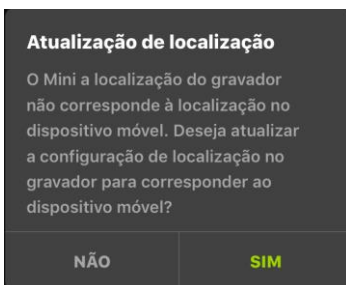 Atualização de localização
O Mini a localização do gravador
não corresponde à localização no
dispositivo móvel. Deseja atualizar
a configuração de localização no
gravador para corresponder ao
dispositivo móvel?
NÃO
SIM